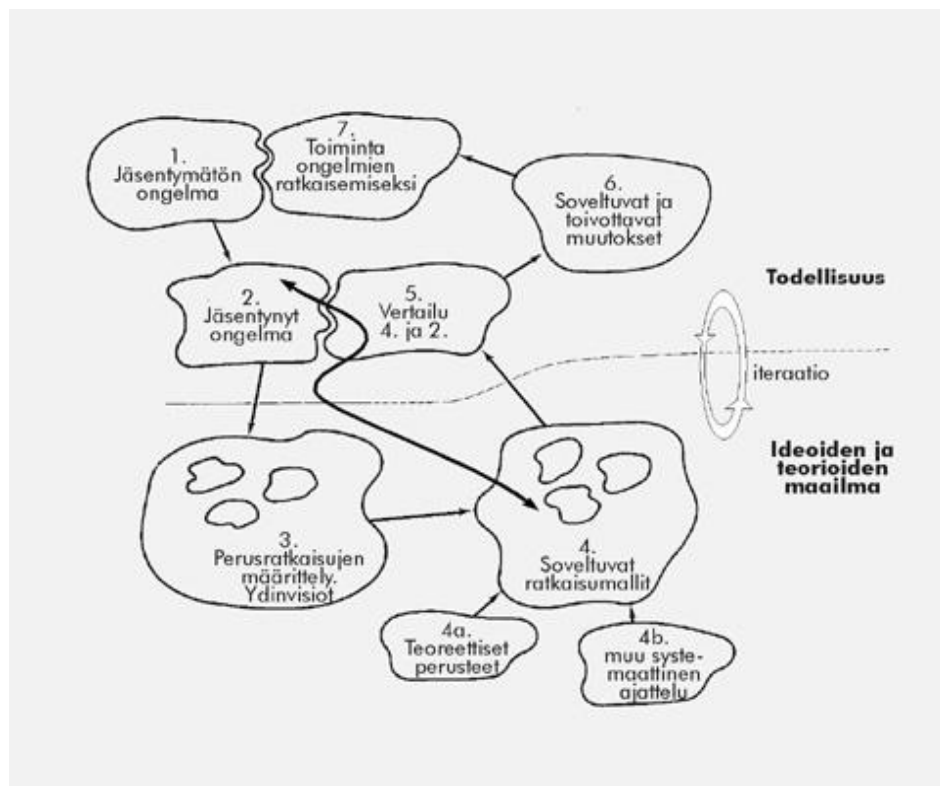 1.
Jäsentymätön
ongelma
7.
Toiminta
ongelmien
ratkaisemiseksi
6.
Soveltuvat ja
toivottavat
muutokset
2.
Jäsentynyt
ongelma
5.
Vertailu
4. ja 2.
Todellisuus
iteraatio
Ideoiden ja
teorioiden
maailma
3.
Perusratkaisujen
määrittely.
Ydinvisiot
4.
Soveltuvat
ratkaisumallit
4a.
Teoreettiset
perusteet
4b.
muu syste-
maattinen
ajattelu